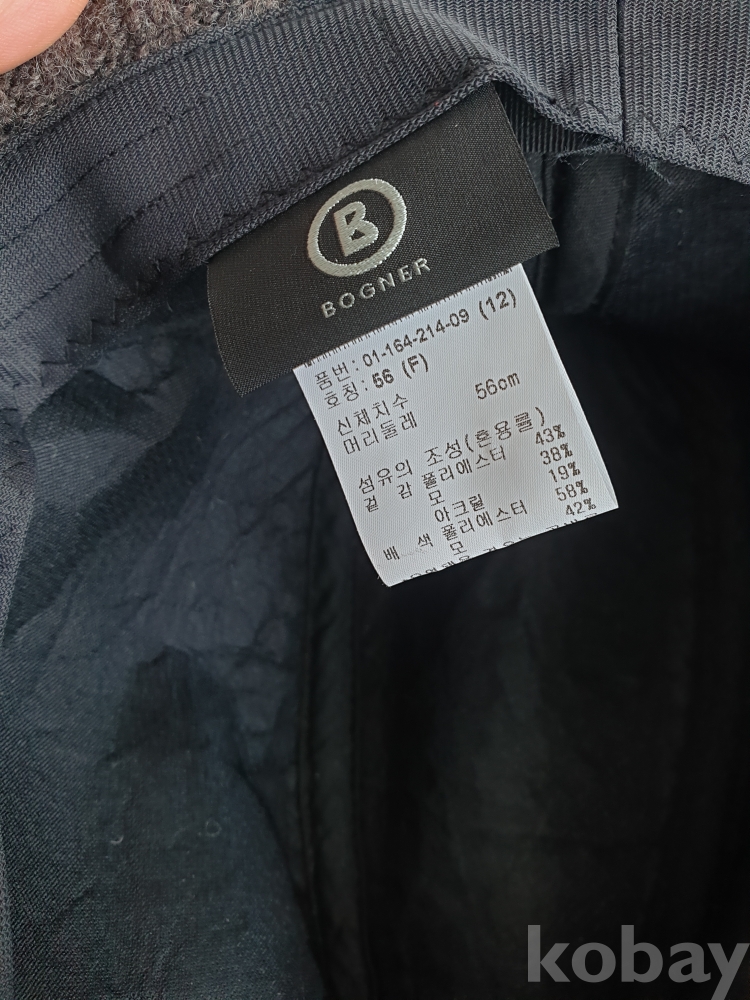 B
BOGNER
품번: 01-164-214-09 (12)
호칭: 56 (F)
신체치수
머리둘레 56cm
섬유의 조성(혼용률)
겉 감 폴리에스터 43%
모 38%
아크릴 19%
배 색 폴리에스터 58%
모 42%
kobay